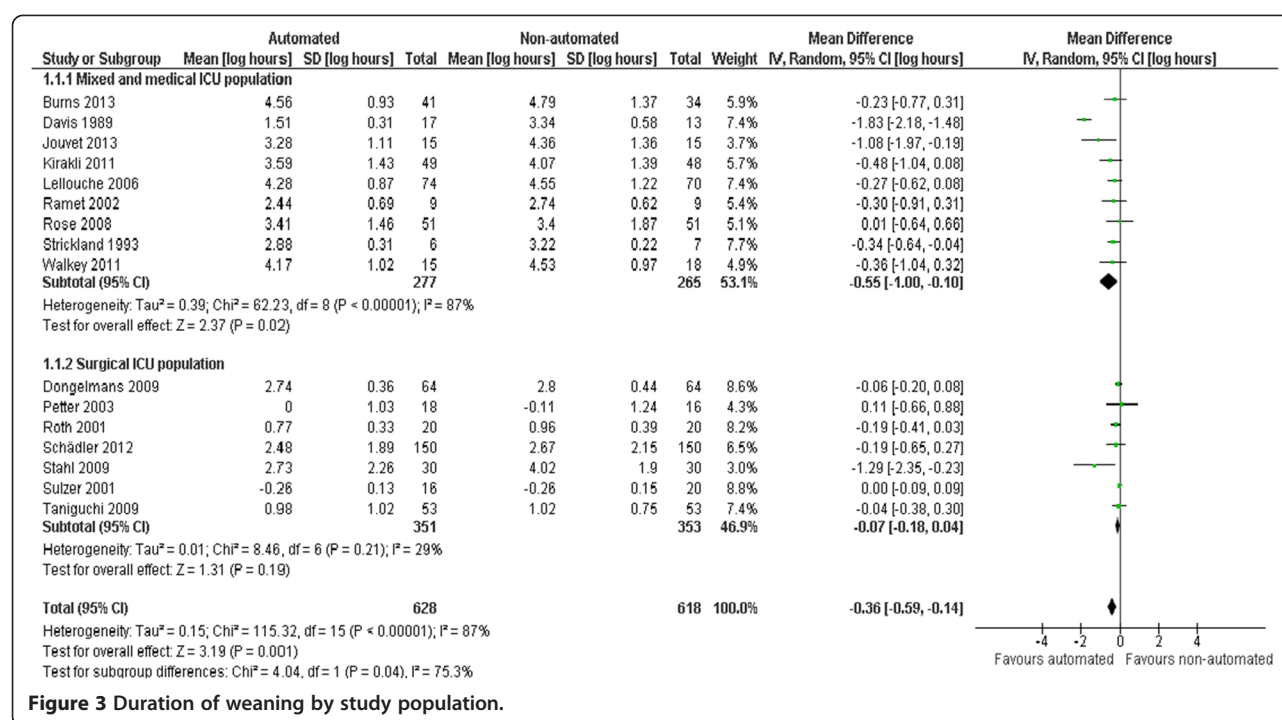 Automated Non-automated Mean Difference Mean Difference
Study or Subgroup Mean [log hours] SD [log hours] Total Mean [log hours] SD [log hours] Total Weight IV, Random, 95% CI [log hours] IV, Random, 95% CI [log hours]
1.1.1 Mixed and medical ICU population
Burns 2013 4.56 0.93 41 4.79 1.37 34 5.9% -0.23 [-0.77, 0.31]
Davis 1989 1.51 0.31 17 3.34 0.58 13 7.4% -1.83 [-2.18, -1.48]
Jouvet 2013 3.28 1.11 15 4.36 1.36 15 3.7% -1.08 [-1.97, -0.19]
Kirakli 2011 3.59 1.43 49 4.07 1.39 48 5.7% -0.48 [-1.04, 0.08]
Lellouche 2006 4.28 0.87 74 4.55 1.22 70 7.4% -0.27 [-0.62, 0.08]
Ramet 2002 2.44 0.69 9 2.74 0.62 9 5.4% -0.30 [-0.91, 0.31]
Rose 2008 3.41 1.46 51 3.4 1.87 51 5.1% 0.01 [-0.64, 0.66]
Strickland 1993 2.88 0.31 6 3.22 0.22 7 7.7% -0.34 [-0.64, -0.04]
Walkey 2011 4.17 1.02 15 4.53 0.97 18 4.9% -0.36 [-1.04, 0.32]
Subtotal (95% CI) 277 265 53.1% -0.55 [-1.00, -0.10]
Heterogeneity: Tau² = 0.39; Chi² = 62.23, df = 8 (P < 0.00001); I² = 87%
Test for overall effect: Z = 2.37 (P = 0.02)
1.1.2 Surgical ICU population
Dongelmans 2009 2.74 0.36 64 2.8 0.44 64 8.6% -0.06 [-0.20, 0.08]
Petter 2003 0 1.03 18 -0.11 1.24 16 4.3% 0.11 [-0.66, 0.88]
Roth 2001 0.77 0.33 20 0.96 0.39 20 8.2% -0.19 [-0.41, 0.03]
Schädler 2012 2.48 1.89 150 2.67 2.15 150 6.5% -0.19 [-0.65, 0.27]
Stahl 2009 2.73 2.26 30 4.02 1.9 30 3.0% -1.29 [-2.35, -0.23]
Sulzer 2001 -0.26 0.13 16 -0.26 0.15 20 8.8% 0.00 [-0.09, 0.09]
Taniguchi 2009 0.98 1.02 53 1.02 0.75 53 7.4% -0.04 [-0.38, 0.30]
Subtotal (95% CI) 351 353 46.9% -0.07 [-0.18, 0.04]
Heterogeneity: Tau² = 0.01; Chi² = 8.46, df = 6 (P = 0.21); I² = 29%
Test for overall effect: Z = 1.31 (P = 0.19)
Total (95% CI) 628 618 100.0% -0.36 [-0.59, -0.14]
Heterogeneity: Tau² = 0.15; Chi² = 115.32, df = 15 (P < 0.00001); I² = 87%
Test for overall effect: Z = 3.19 (P = 0.001)
Test for subgroup differences: Chi² = 4.04, df = 1 (P = 0.04), I² = 75.3%
-4 -2 0 2 4
Favours automated Favours non-automated
Figure 3 Duration of weaning by study population.